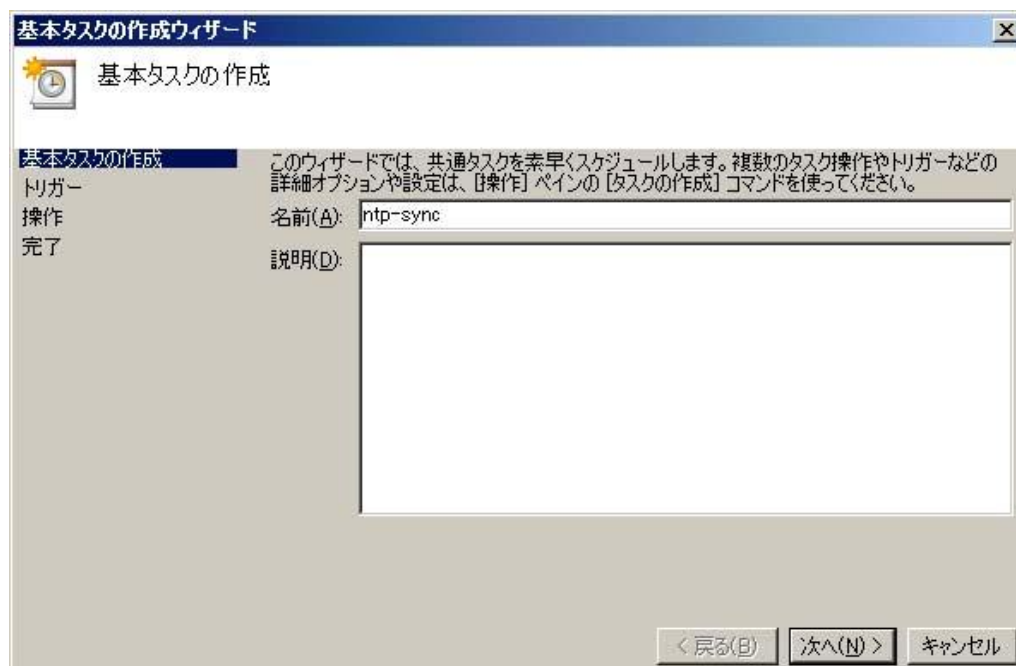 基本タスクの作成ウィザード
基本タスクの作成
基本タスクの作成
トリガー
操作
完了
このウィザードでは、共通タスクを素早くスケジュールします。複数のタスク操作やトリガーなどの
詳細オプションや設定は、[操作] ペインの [タスクの作成] コマンドを使ってください。
名前(A): ntp-sync
説明(D):
< 戻る(B) 次へ(N) > キャンセル